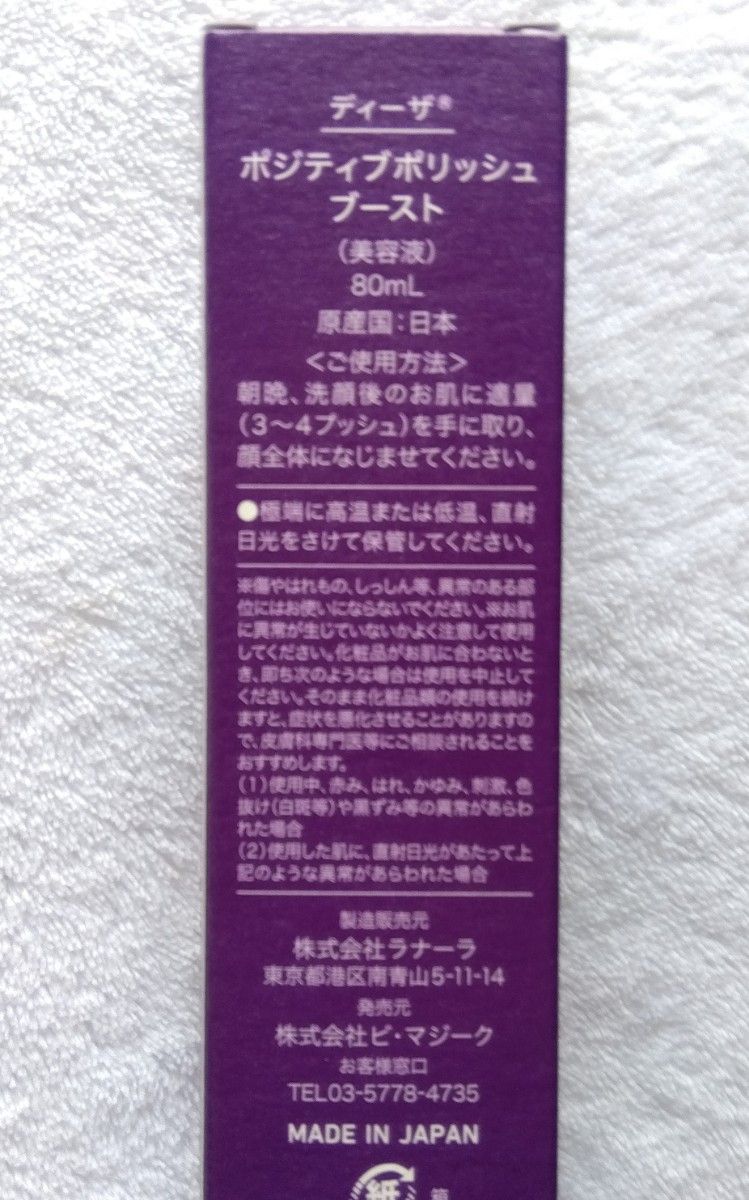 ディーザ®
ポジティブポリッシュ
ブースト
（美容液）
80mL
原産国：日本
＜ご使用方法＞
朝晩、洗顔後のお肌に適量
（3〜4プッシュ）を手に取り、
顔全体になじませてください。
●極端に高温または低温、直射
日光をさけて保管してください。
※傷やはれもの、しっしん等、異常のある部
位にはお使いにならないでください。※お肌
に異常が生じていないかよく注意して使用
してください。化粧品がお肌に合わないと
き、即ち次のような場合は使用を中止して
ください。そのまま化粧品類の使用を続け
ますと、症状を悪化させることがありますの
で、皮膚科専門医等にご相談されることを
おすすめします。
（1）使用中、赤み、はれ、かゆみ、刺激、色
抜け（白斑等）や黒ずみ等の異常があらわ
れた場合
（2）使用した肌に、直射日光があたって上
記のような異常があらわれた場合
製造販売元
株式会社ラナーラ
東京都港区南青山5-11-14
発売元
株式会社ビ・マジーク
お客様窓口
TEL03-5778-4735
MADE IN JAPAN
紙